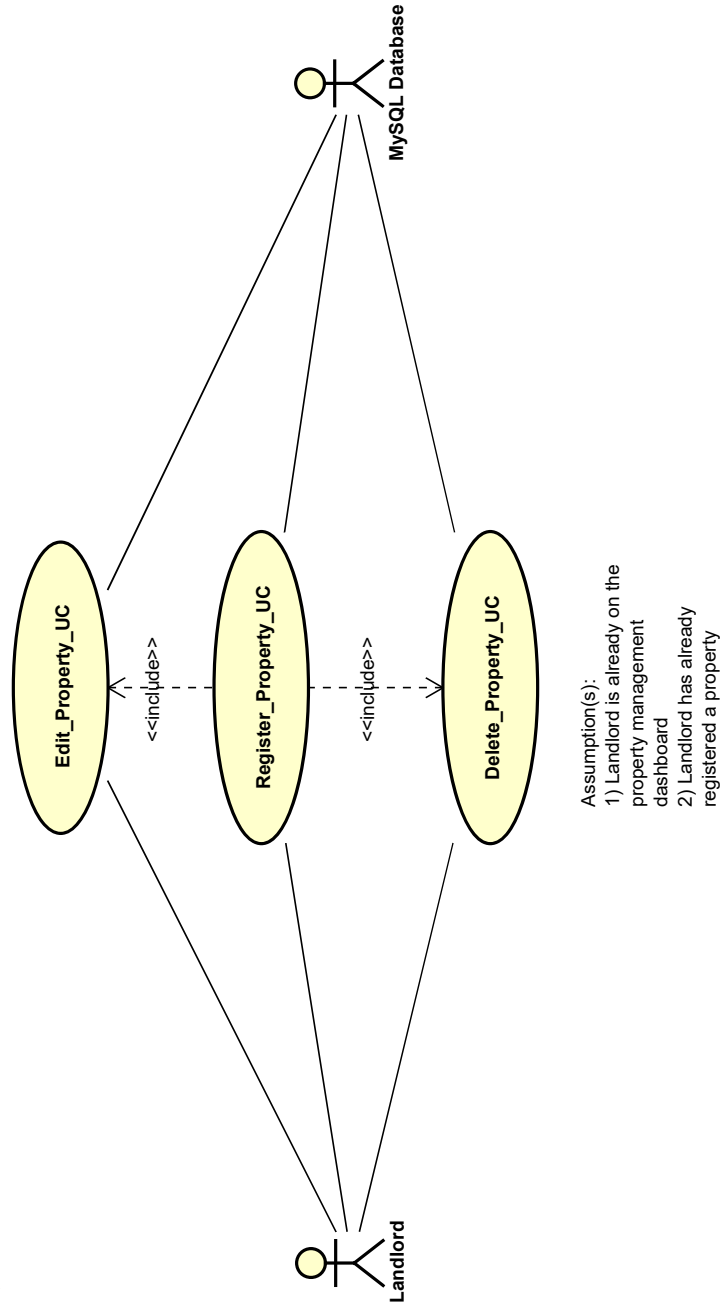 Edit_Property_UC
<<include>>
Register_Property_UC
<<include>>
Delete_Property_UC
Landlord
MySQL Database
Assumption(s):
1) Landlord is already on the
property management
dashboard
2) Landlord has already
registered a property